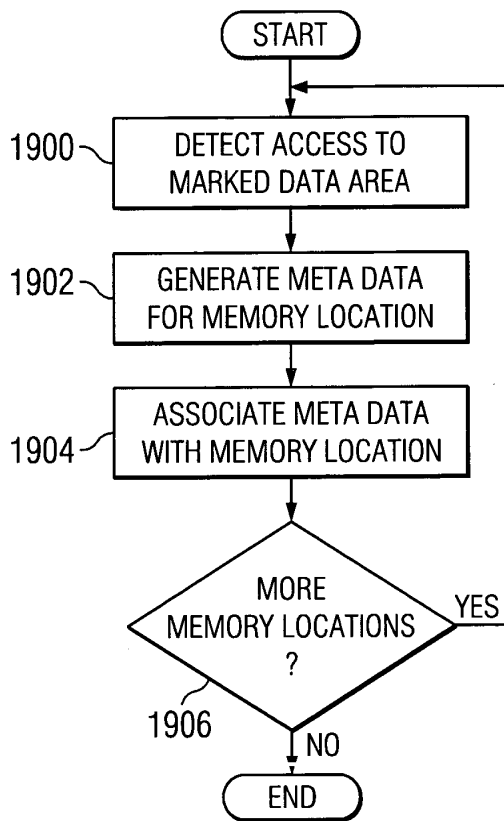 START
1900
DETECT ACCESS TO
MARKED DATA AREA
1902
GENERATE META DATA
FOR MEMORY LOCATION
1904
ASSOCIATE META DATA
WITH MEMORY LOCATION
MORE
MEMORY LOCATIONS
?
YES
1906
NO
END